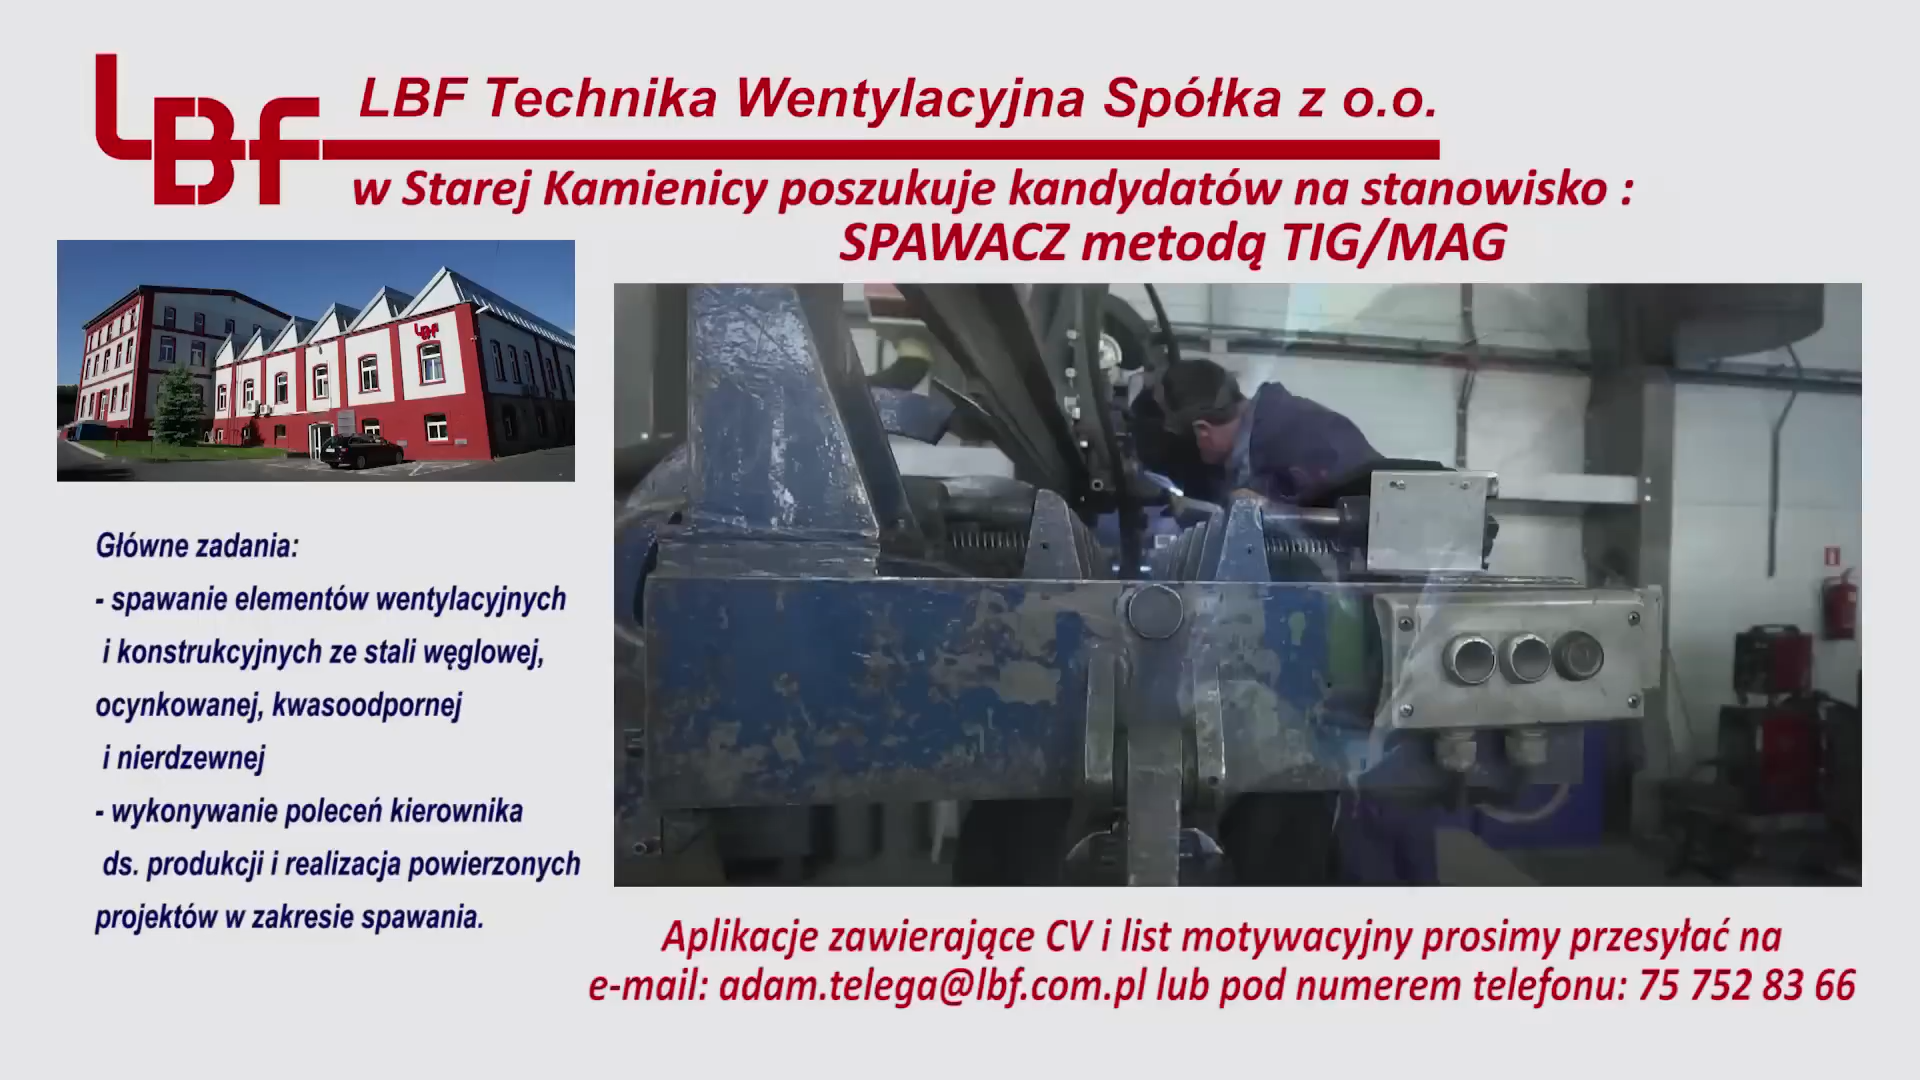 LBF
LBF Technika Wentylacyjna Spółka z o.o.
w Starej Kamienicy poszukuje kandydatów na stanowisko :
SPAWACZ metodą TIG/MAG
LBF
Główne zadania:
- spawanie elementów wentylacyjnych
i konstrukcyjnych ze stali węglowej,
ocynkowanej, kwasoodpornej
i nierdzewnej
- wykonywanie poleceń kierownika
ds. produkcji i realizacja powierzonych
projektów w zakresie spawania.
Aplikacje zawierające CV i list motywacyjny prosimy przesyłać na
e-mail: adam.telega@lbf.com.pl lub pod numerem telefonu: 75 752 83 66